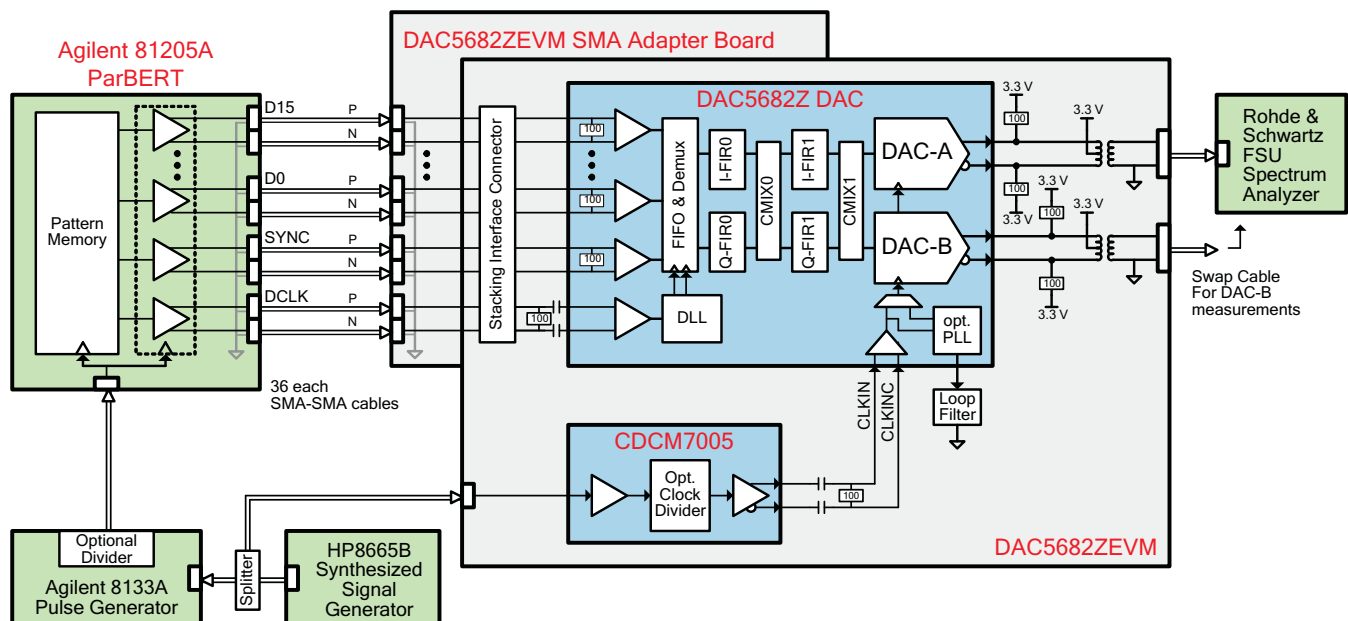 Agilent 81205A
ParBERT
Pattern
Memory
D15
P
N
D0
P
N
SYNC
P
N
DCLK
P
N
36 each
SMA-SMA cables
DAC5682ZEVM SMA Adapter Board
Stacking Interface Connector
DAC5682Z DAC
100
100
100
100
FIFO & Demux
DLL
I-FIR0
Q-FIR0
CMIX0
I-FIR1
Q-FIR1
CMIX1
DAC-A
DAC-B
opt.
PLL
Loop
Filter
CLKIN
CLKINC
3.3 V
100
3.3 V
100
3.3 V
3.3 V
100
3.3 V
100
3.3 V
Rohde &
Schwartz
FSU
Spectrum
Analyzer
Swap Cable
For DAC-B
measurements
CDCM7005
Opt.
Clock
Divider
100
DAC5682ZEVM
Optional
Divider
Agilent 8133A
Pulse Generator
Splitter
HP8665B
Synthesized
Signal
Generator